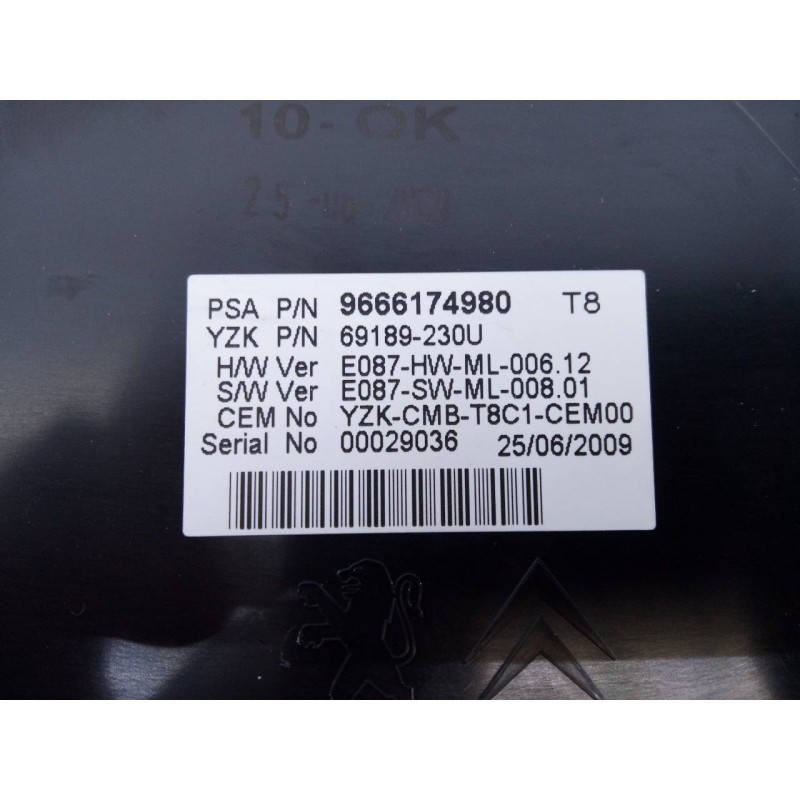 10-OK
PSA P/N 9666174980 T8
YZK P/N 69189-230U
H/W Ver E087-HW-ML-006.12
S/W Ver E087-SW-ML-008.01
CEM No YZK-CMB-T8C1-CEM00
Serial No 00029036 25/06/2009